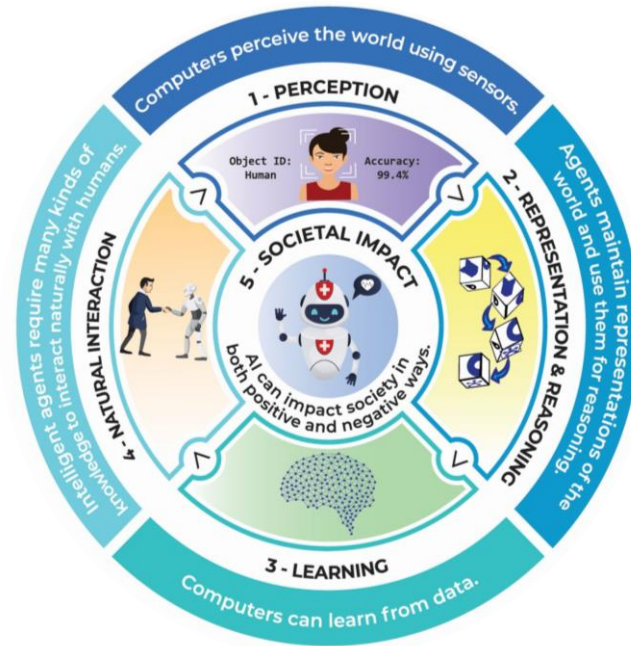 Computers perceive the world using sensors.
1 - PERCEPTION
Object ID:
Human
Accuracy:
99.4%
Agents maintain representations of the
world and use them for reasoning.
2 - REPRESENTATION & REASONING
3 - LEARNING
Computers can learn from data.
Intelligent agents require many kinds of
knowledge to interact naturally with humans.
4 - NATURAL INTERACTION
5 - SOCIETAL IMPACT
AI can impact society in
both positive and negative ways.